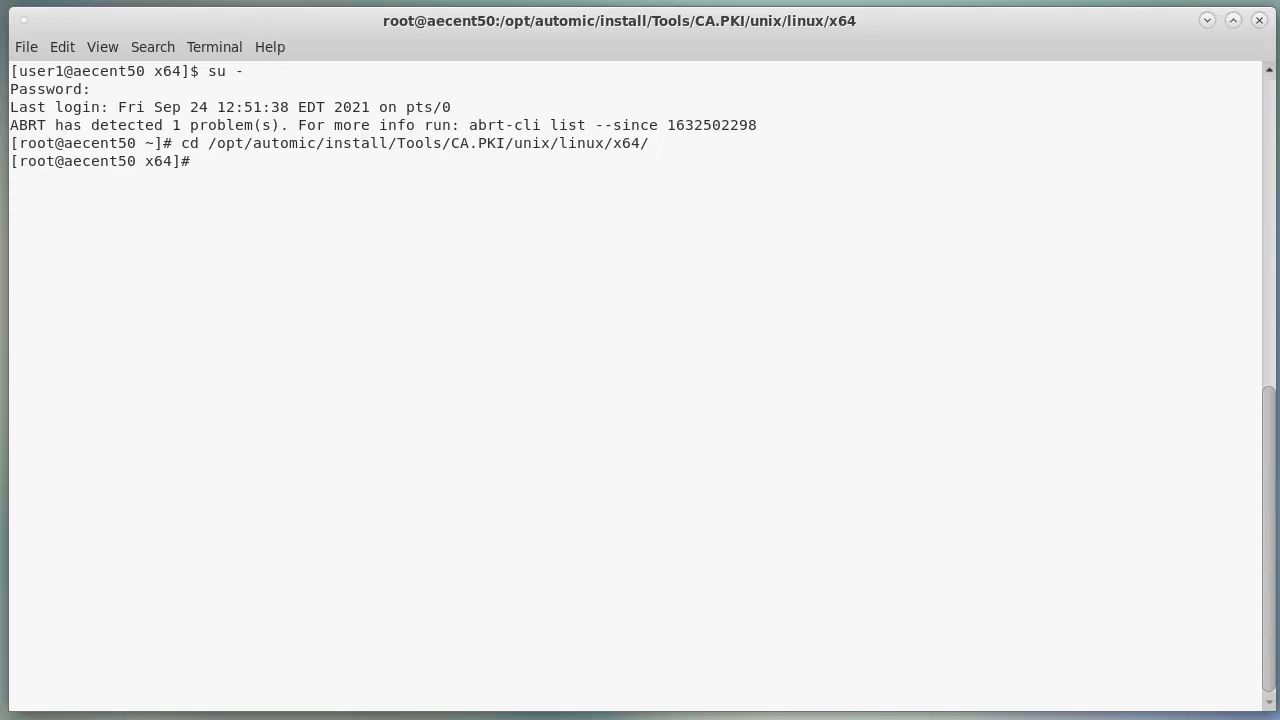 root@aecent50:/opt/automic/install/Tools/CA.PKI/unix/linux/x64
File Edit View Search Terminal Help
[user1@aecent50 x64]$ su -
Password:
Last login: Fri Sep 24 12:51:38 EDT 2021 on pts/0
ABRT has detected 1 problem(s). For more info run: abrt-cli list --since 1632502298
[root@aecent50 ~]# cd /opt/automic/install/Tools/CA.PKI/unix/linux/x64/
[root@aecent50 x64]#